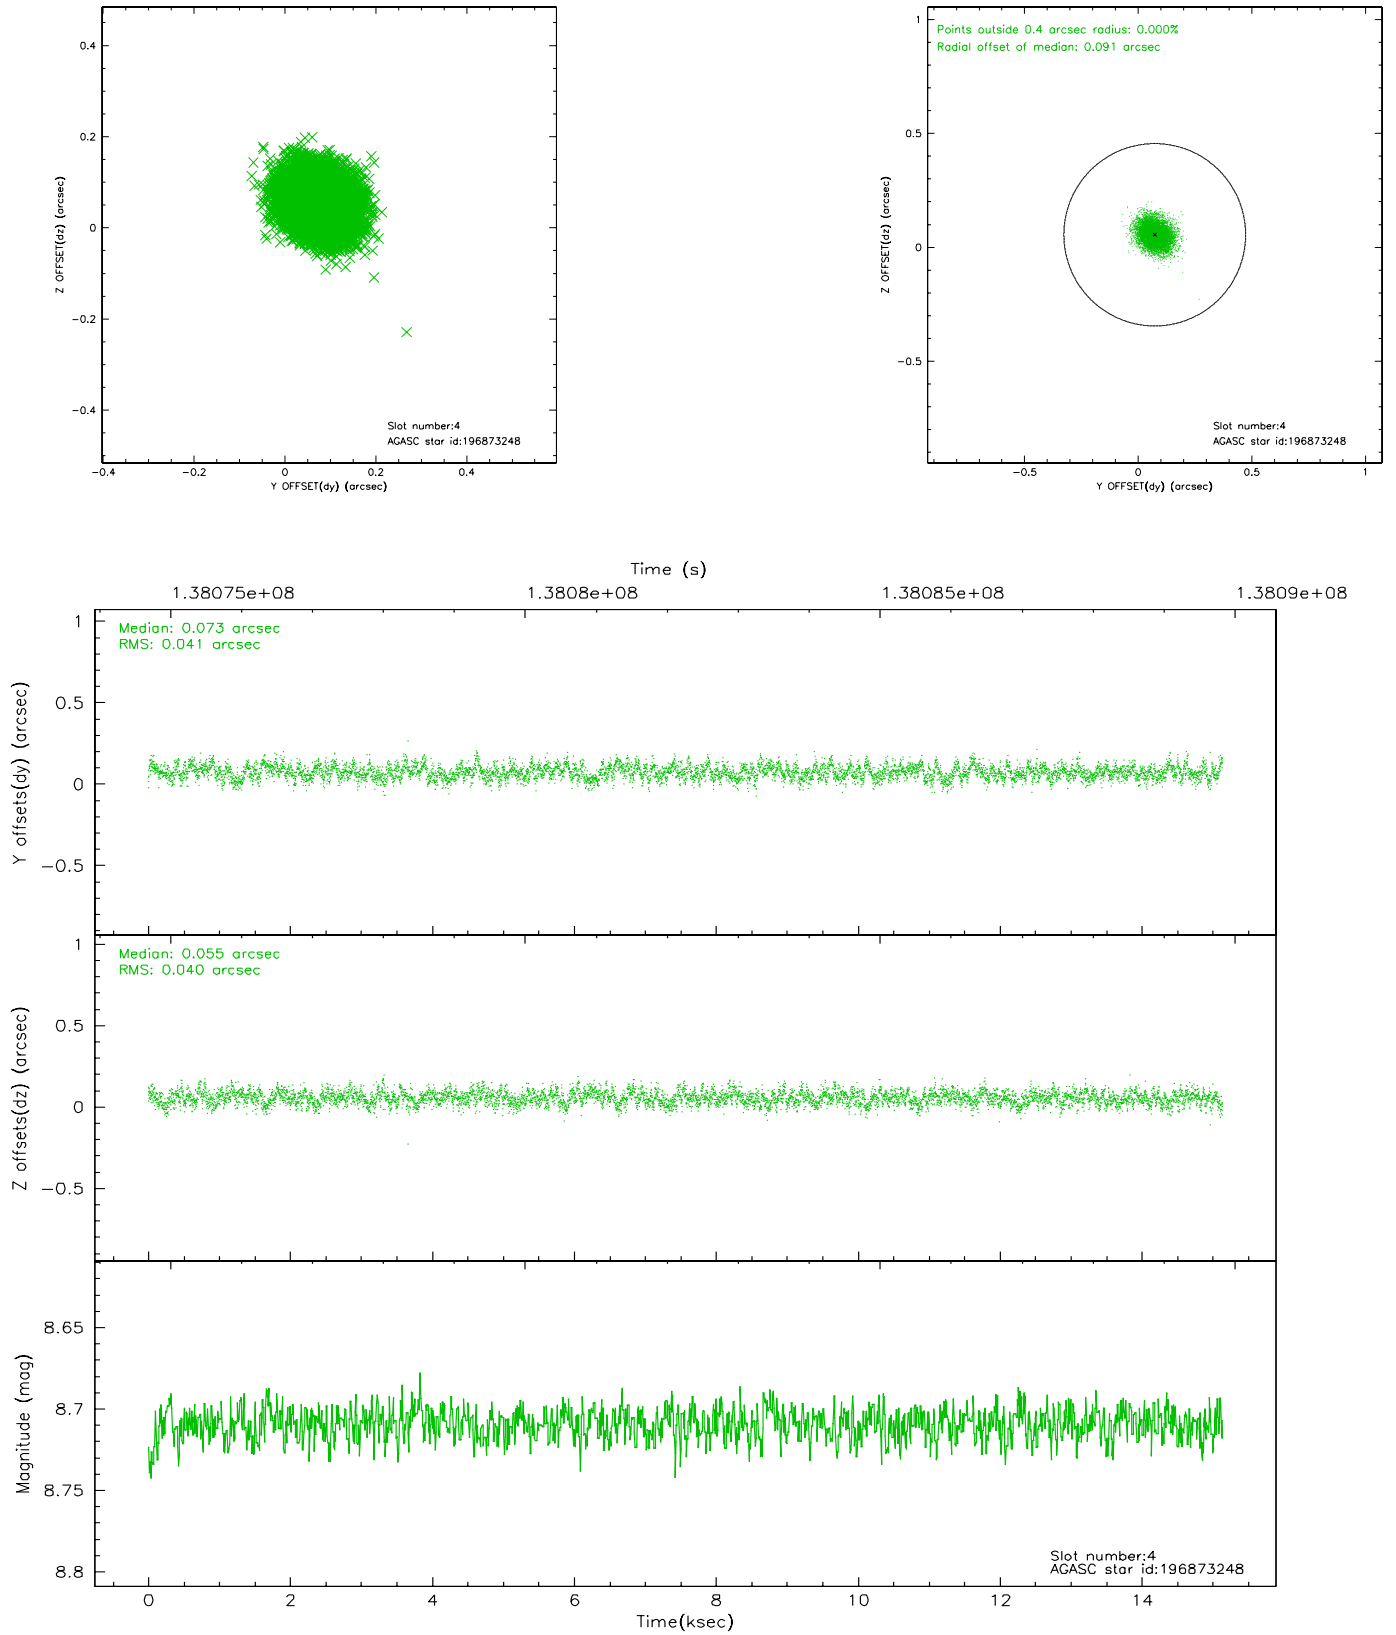 0.4
0.2
0
−0.2
−0.4
−0.4
−0.2
0
0.2
0.4
Z OFFSET(dz) (arcsec)
Y OFFSET(dy) (arcsec)
Slot number:4
AGASC star id:196873248
Points outside 0.4 arcsec radius: 0.000%
Radial offset of median: 0.091 arcsec
1
0.5
0
−0.5
−0.5
0
0.5
1
Z OFFSET(dz) (arcsec)
Y OFFSET(dy) (arcsec)
Slot number:4
AGASC star id:196873248
Time (s)
1.38075e+08
1.3808e+08
1.38085e+08
1.3809e+08
Median: 0.073 arcsec
RMS: 0.041 arcsec
1
0.5
0
−0.5
Y offsets(dy) (arcsec)
Median: 0.055 arcsec
RMS: 0.040 arcsec
1
0.5
0
−0.5
Z offsets(dz) (arcsec)
8.65
8.7
8.75
8.8
Magnitude (mag)
Slot number:4
AGASC star id:196873248
0
2
4
6
8
10
12
14
Time(ksec)